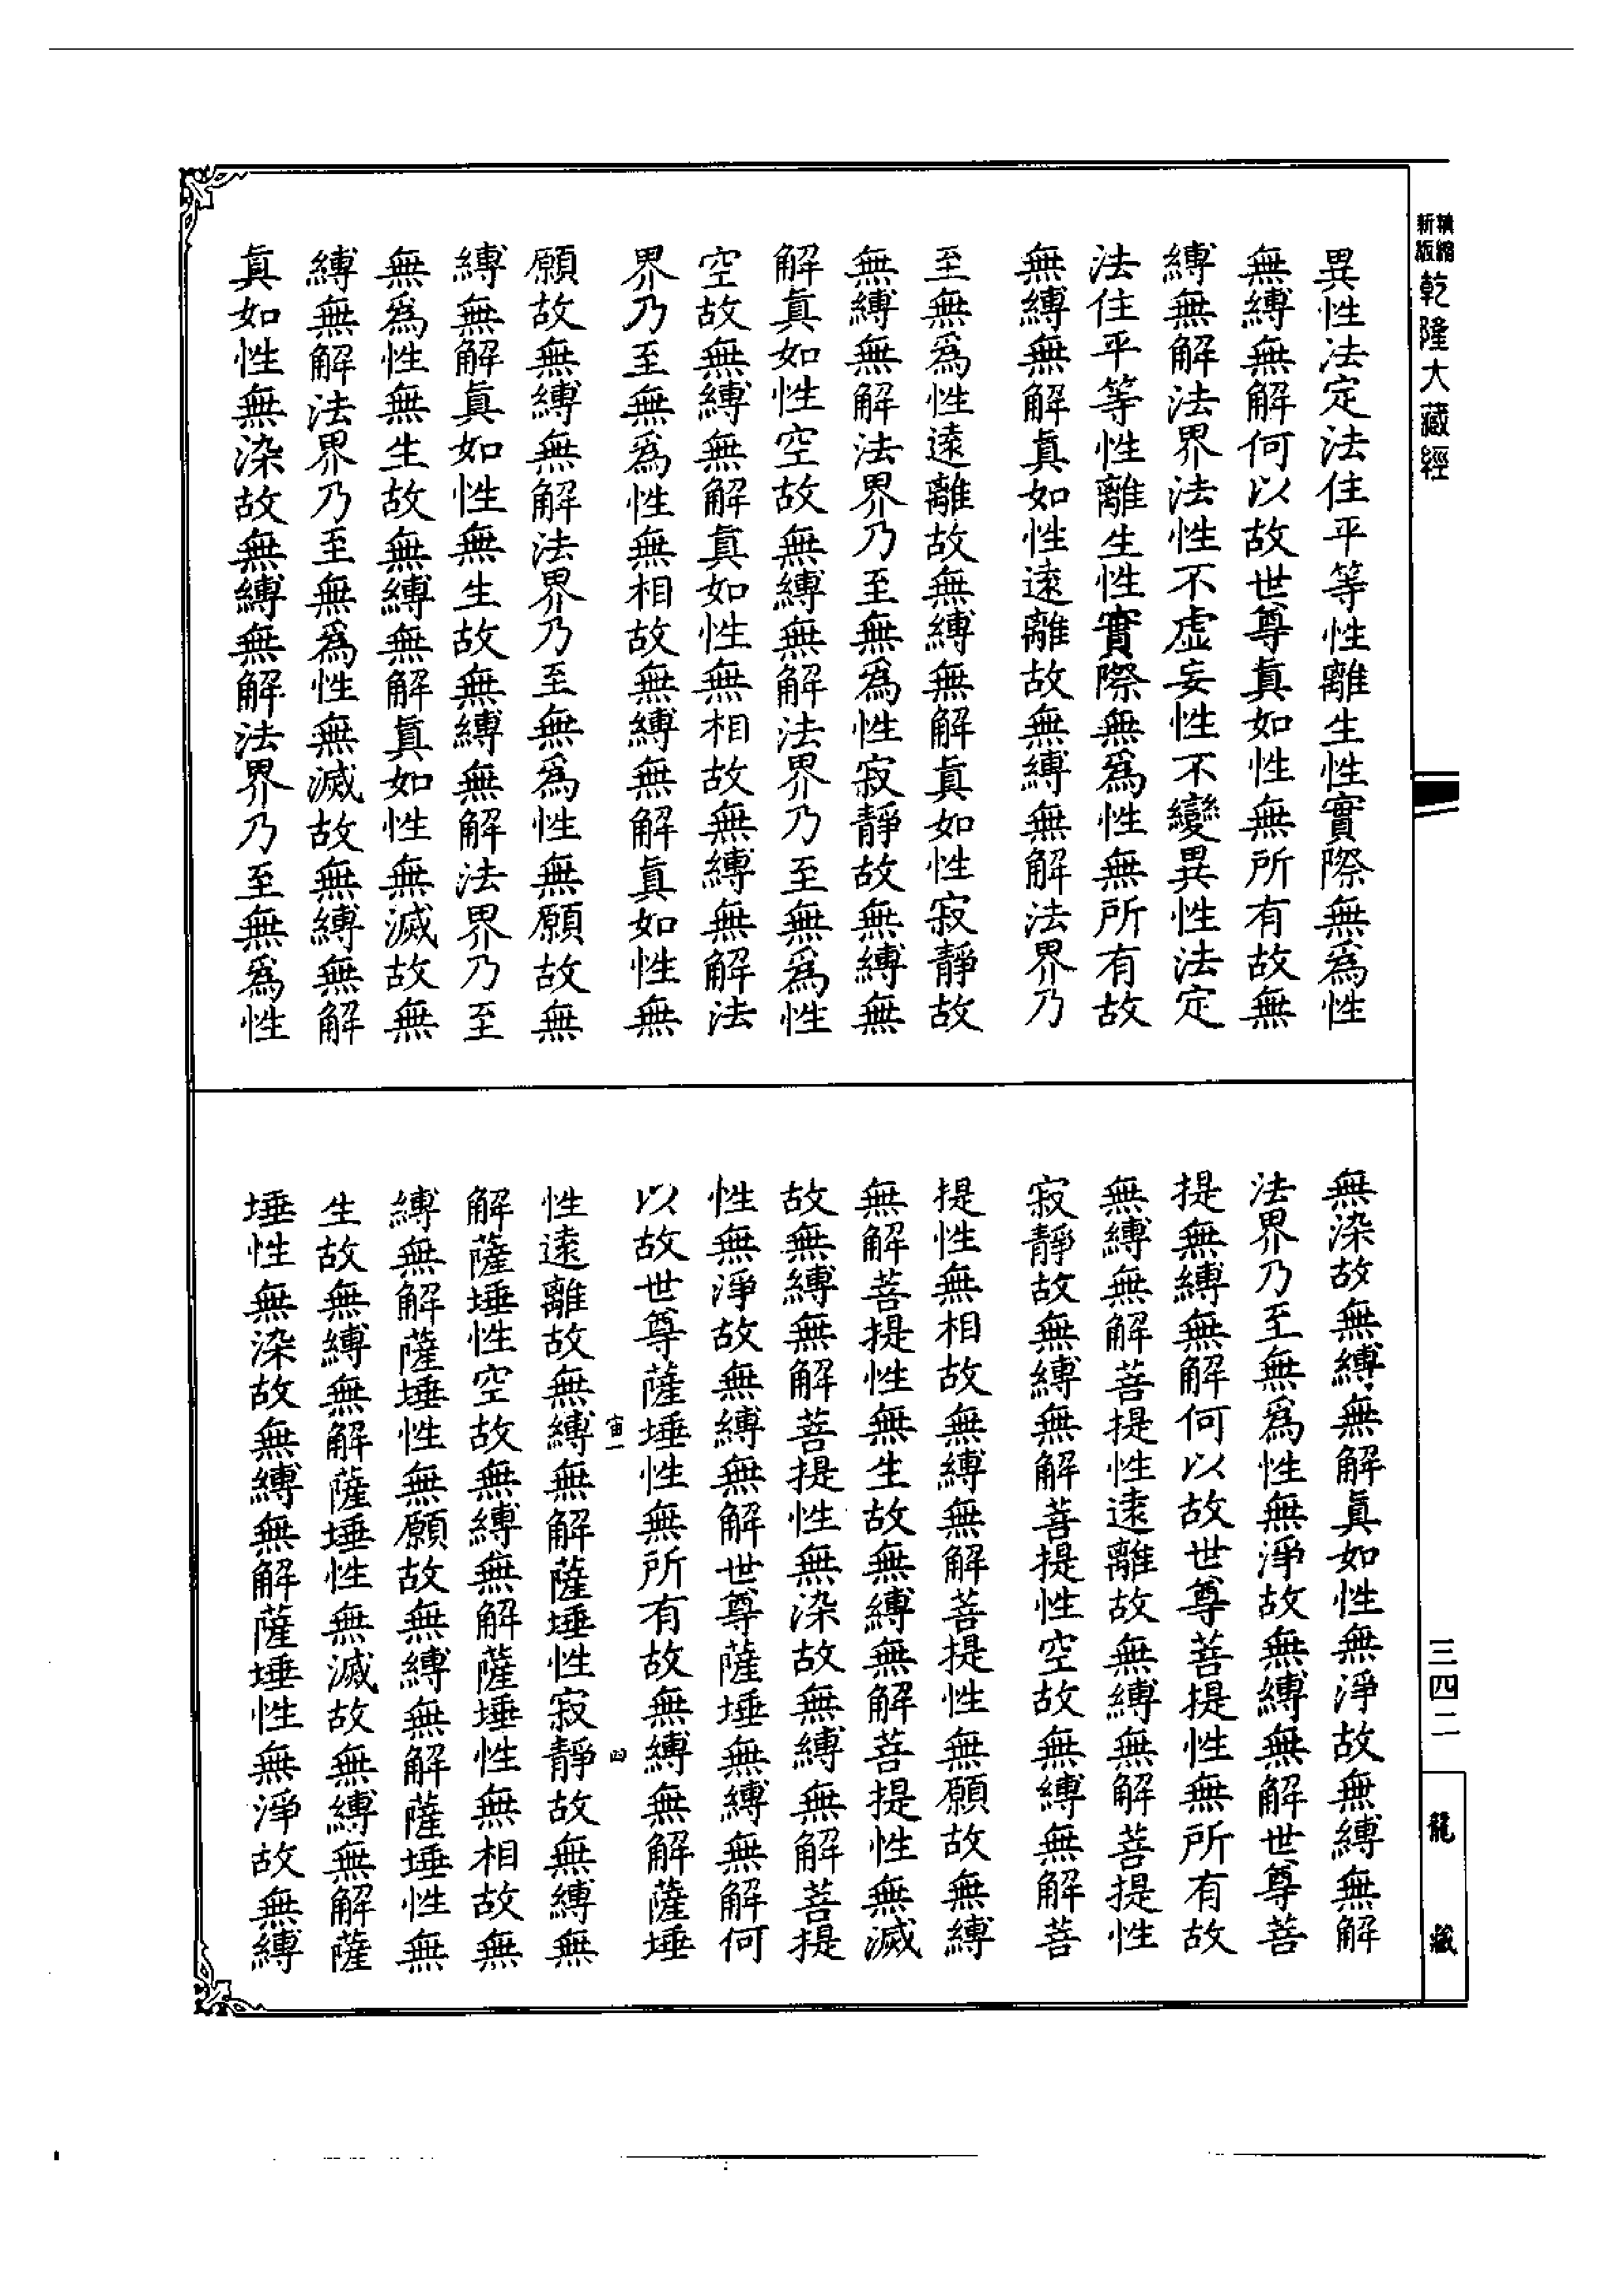 精縮
新版
乾隆大藏經
異性法定法住平等性離生性實際無爲性
無縛無解何以故世尊眞如性無所有故無
縛無解法界法性不虛妄性不變異性法定
法住平等性離生性實際無爲性無所有故
無縛無解眞如性遠離故無縛無解法界乃
至無爲性遠離故無縛無解眞如性寂靜故
無縛無解法界乃至無爲性寂靜故無縛無
解眞如性空故無縛無解法界乃至無爲性
空故無縛無解眞如性無相故無縛無解法
界乃至無爲性無相故無縛無解眞如性無
願故無縛無解法界乃至無爲性無願故無
縛無解眞如性無生故無縛無解法界乃至
無爲性無生故無縛無解眞如性無滅故無
縛無解法界乃至無爲性無滅故無縛無解
眞如性無染故無縛無解法界乃至無爲性
無染故無縛無解眞如性無淨故無縛無解
法界乃至無爲性無淨故無縛無解世尊菩
提無縛無解何以故世尊菩提性無所有故
無縛無解菩提性遠離故無縛無解菩提性
寂靜故無縛無解菩提性空故無縛無解菩
提性無相故無縛無解菩提性無願故無縛
無解菩提性無生故無縛無解菩提性無滅
故無縛無解菩提性無染故無縛無解菩提
性無淨故無縛無解世尊薩埵無縛無解何
以故世尊薩埵性無所有故無縛無解薩埵
宙一
四
性遠離故無縛無解薩埵性寂靜故無縛無
解薩埵性空故無縛無解薩埵性無相故無
縛無解薩埵性無願故無縛無解薩埵性無
生故無縛無解薩埵性無滅故無縛無解薩
埵性無染故無縛無解薩埵性無淨故無縛
三四二
龍藏